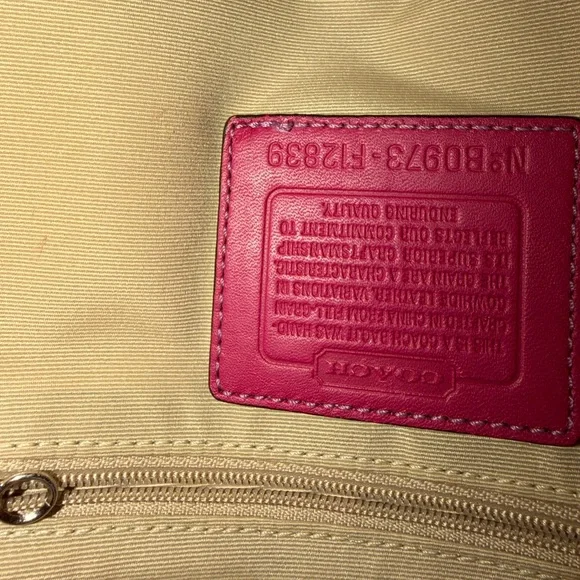 COACH
THIS IS A COACH BAG. IT WAS HAND-
CRAFTED IN CHINA FROM FULL-GRAIN
COWHIDE LEATHER. VARIATIONS IN
THE GRAIN ARE A CHARACTERISTIC OF
ITS SUPERIOR CRAFTSMANSHIP
REFLECTS OUR COMMITMENT TO
ENDURING QUALITY.
Nº B0973-F12839